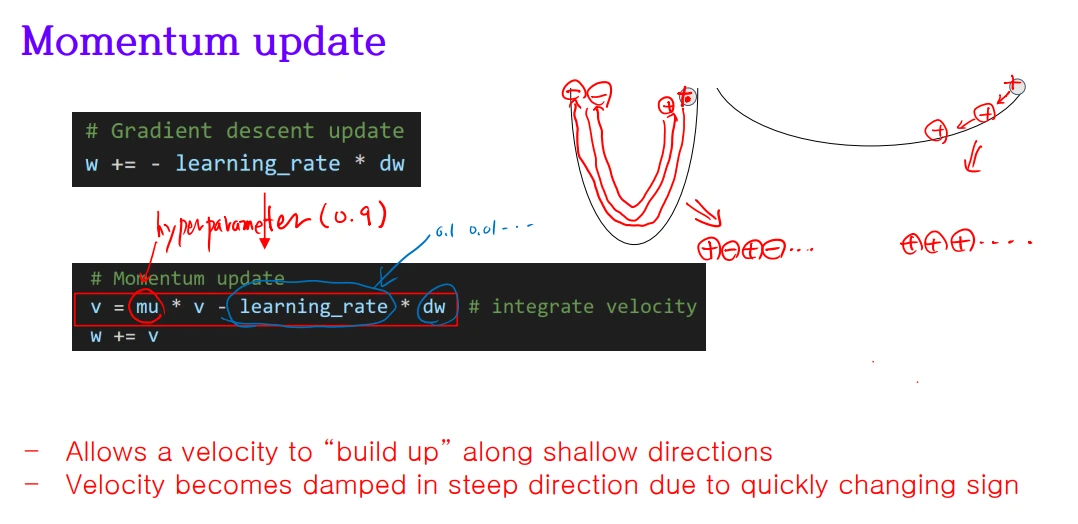 Momentum update
# Gradient descent update
w += - learning_rate * dw
hyperparameter (0.9)
0.1 0.01 - - -
# Momentum update
v = mu * v - learning_rate * dw # integrate velocity
w += v
+ - + - ...
+ + + ....
- Allows a velocity to “build up” along shallow directions
- Velocity becomes damped in steep direction due to quickly changing sign